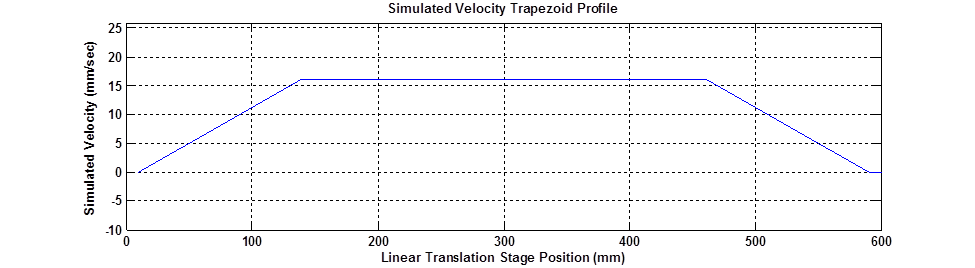 Simulated Velocity Trapezoid Profile
Simulated Velocity (mm/sec)
25
20
15
10
5
0
-5
-10
0 100 200 300 400 500 600
Linear Translation Stage Position (mm)